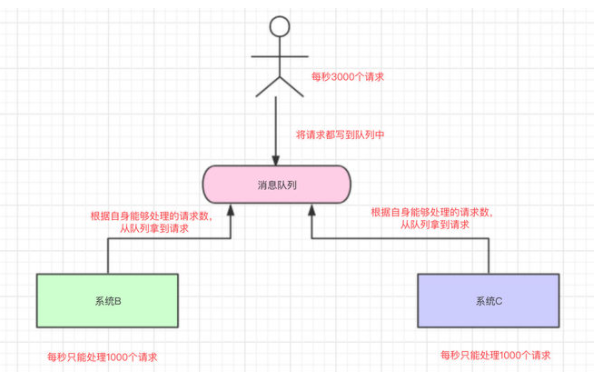 每秒3000个请求
将请求都写到队列中
消息队列
根据自身能够处理的请求数，
从队列拿到请求
根据自身能够处理的请求数，
从队列拿到请求
系统B
系统C
每秒只能处理1000个请求
每秒只能处理1000个请求